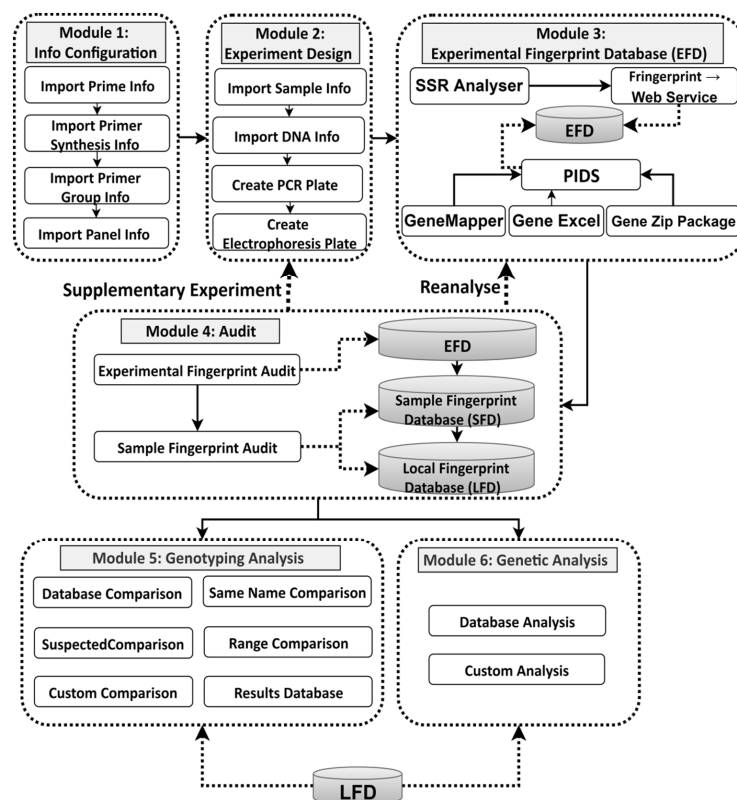 Module 1:
Info Configuration
Import Prime Info
Import Primer
Synthesis Info
Import Primer
Group Info
Import Panel Info
Module 2:
Experiment Design
Import Sample Info
Import DNA Info
Create PCR Plate
Create
Electrophoresis Plate
Module 3:
Experimental Fingerprint Database (EFD)
SSR Analyser
Fringerprint →
Web Service
EFD
PIDS
GeneMapper
Gene Excel
Gene Zip Package
Supplementary Experiment
Reanalyse
Module 4: Audit
Experimental Fingerprint Audit
Sample Fingerprint Audit
EFD
Sample Fingerprint
Database (SFD)
Local Fingerprint
Database (LFD)
Module 5: Genotyping Analysis
Database Comparison
Same Name Comparison
SuspectedComparison
Range Comparison
Custom Comparison
Results Database
Module 6: Genetic Analysis
Database Analysis
Custom Analysis
LFD